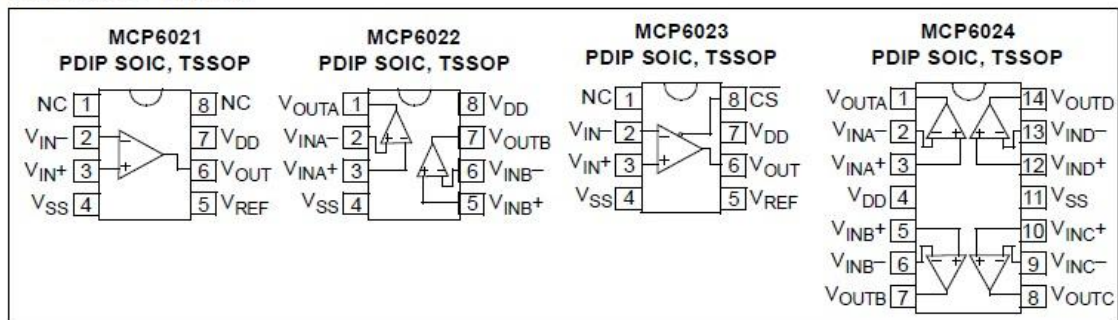 MCP6021
PDIP SOIC, TSSOP
NC 1
8 NC
VIN– 2
7 VDD
VIN+ 3
6 VOUT
VSS 4
5 VREF
MCP6022
PDIP SOIC, TSSOP
VOUTA 1
8 VDD
VINA– 2
7 VOUTB
VINA+ 3
6 VINB–
VSS 4
5 VINB+
MCP6023
PDIP SOIC, TSSOP
NC 1
8 CS
VIN– 2
7 VDD
VIN+ 3
6 VOUT
VSS 4
5 VREF
MCP6024
PDIP SOIC, TSSOP
VOUTA 1
14 VOUTD
VINA– 2
13 VIND–
VINA+ 3
12 VIND+
VDD 4
11 VSS
VINB+ 5
10 VINC+
VINB– 6
9 VINC–
VOUTB 7
8 VOUTC